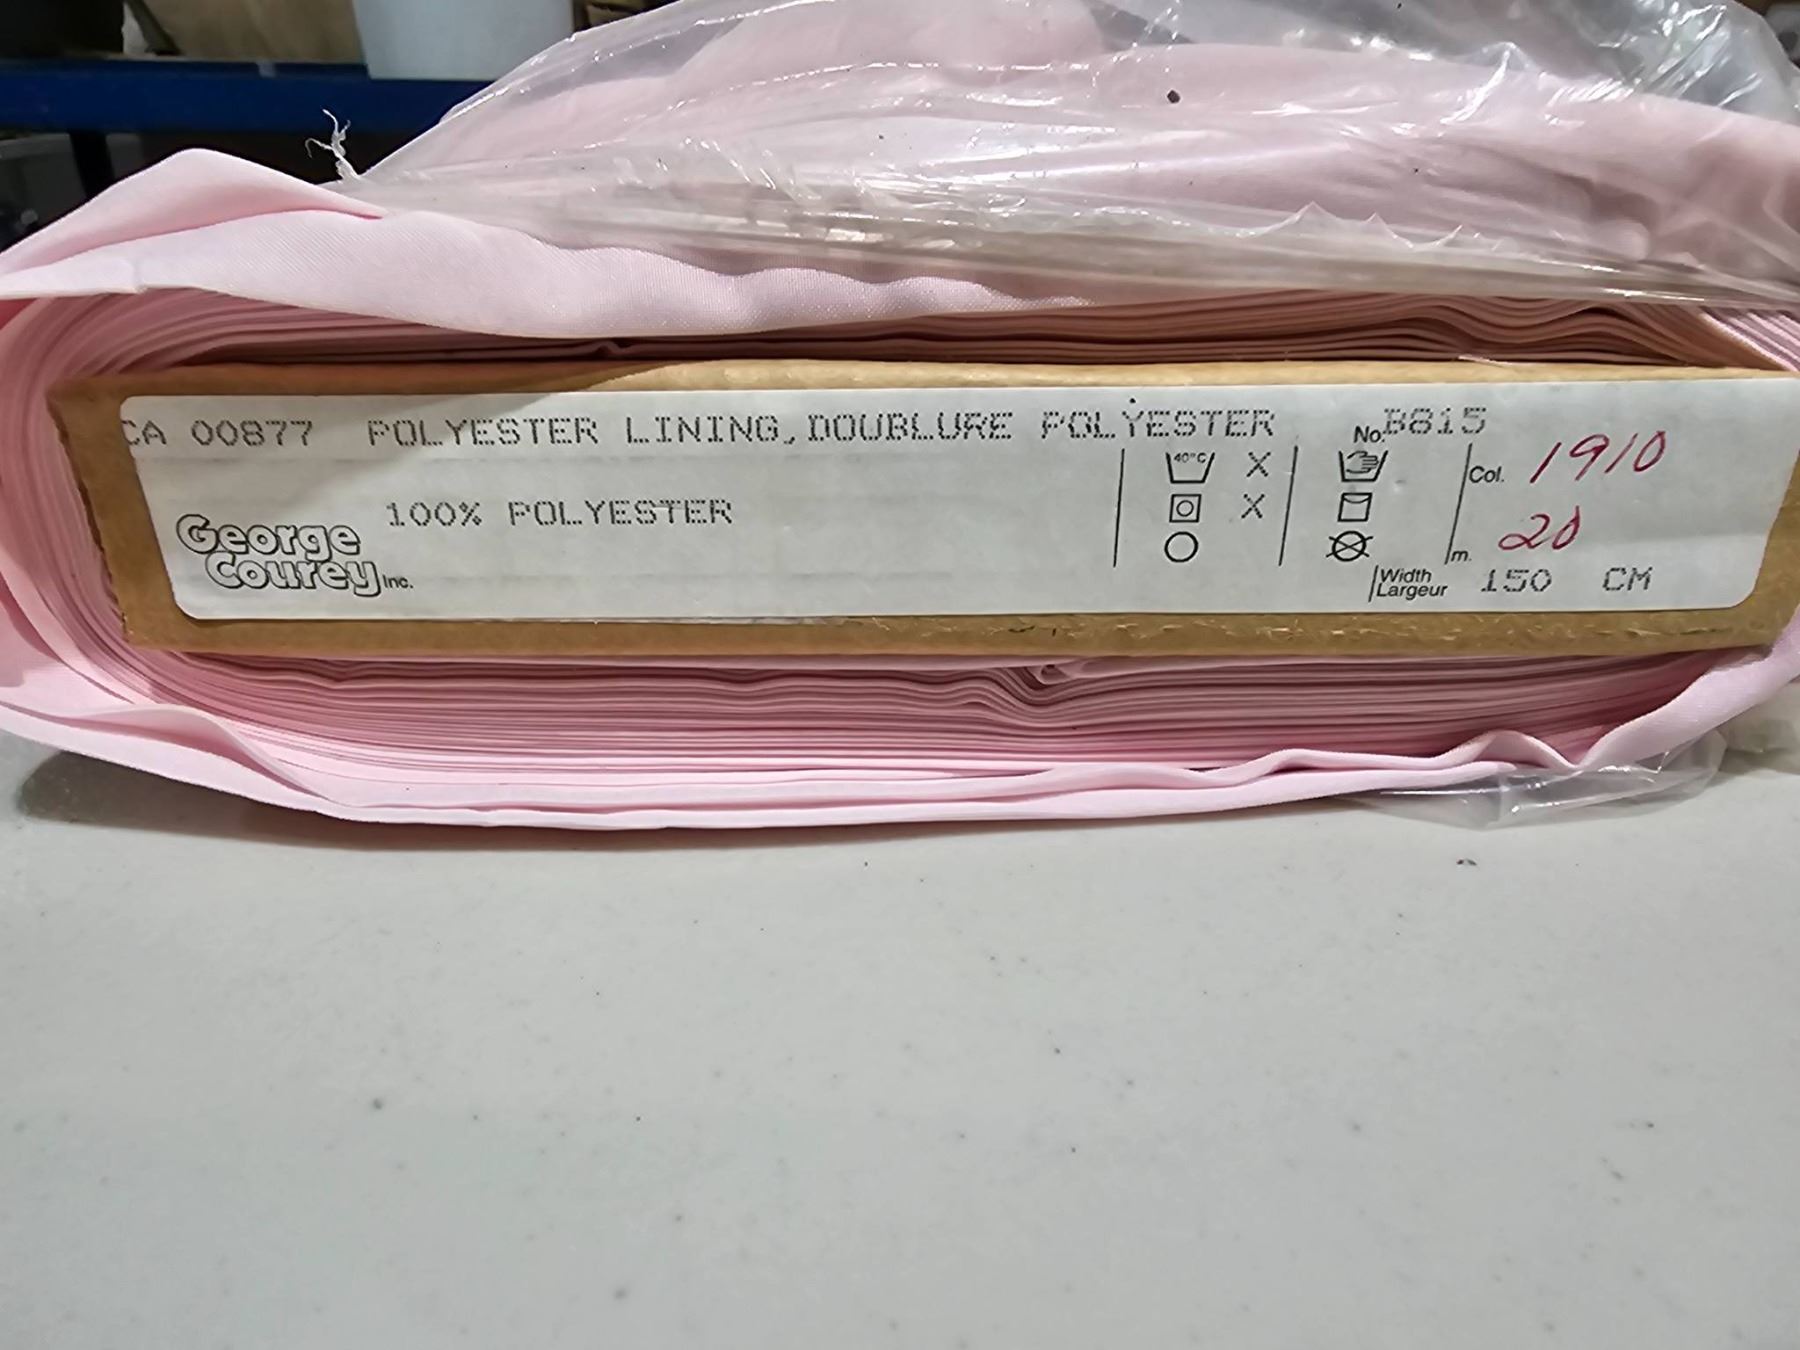 CA 00877 POLYESTER LINING, DOUBLURE POLYESTER No. B815
40°C X Col. 1910
George Courey Inc. 100% POLYESTER
X
m. 20
Width
Largeur 150 CM